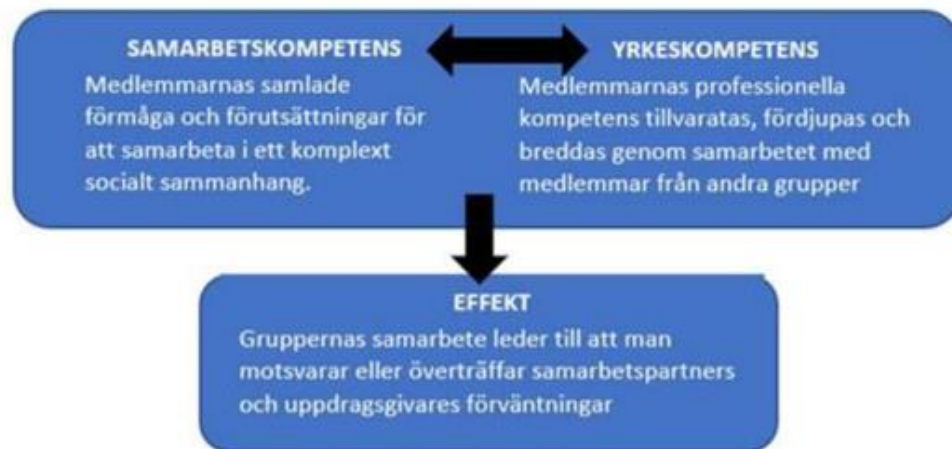 SAMARBETSKOMPETENS
Medlemmarnas samlade
förmåga och förutsättningar för
att samarbeta i ett komplext
socialt sammanhang.
YRKESKOMPETENS
Medlemmarnas professionella
kompetens tillvaratas, fördjupas och
breddas genom samarbetet med
medlemmar från andra grupper
EFFEKT
Gruppernas samarbete leder till att man
motsvarar eller överträffar samarbetspartners
och uppdragsgivares förväntningar